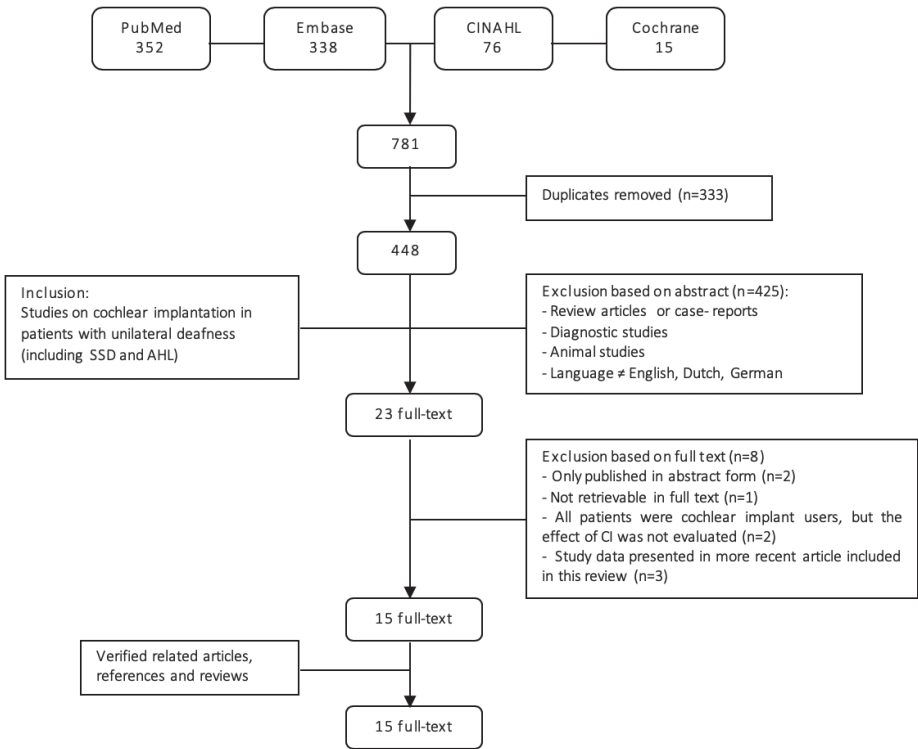 PubMed
352
Embase
338
CINAHL
76
Cochrane
15
781
Duplicates removed (n=333)
448
Inclusion:
Studies on cochlear implantation in
patients with unilateral deafness
(including SSD and AHL)
Exclusion based on abstract (n=425):
- Review articles or case- reports
- Diagnostic studies
- Animal studies
- Language ≠ English, Dutch, German
23 full-text
Exclusion based on full text (n=8)
- Only published in abstract form (n=2)
- Not retrievable in full text (n=1)
- All patients were cochlear implant users, but the
effect of CI was not evaluated (n=2)
- Study data presented in more recent article included
in this review (n=3)
15 full-text
Verified related articles,
references and reviews
15 full-text